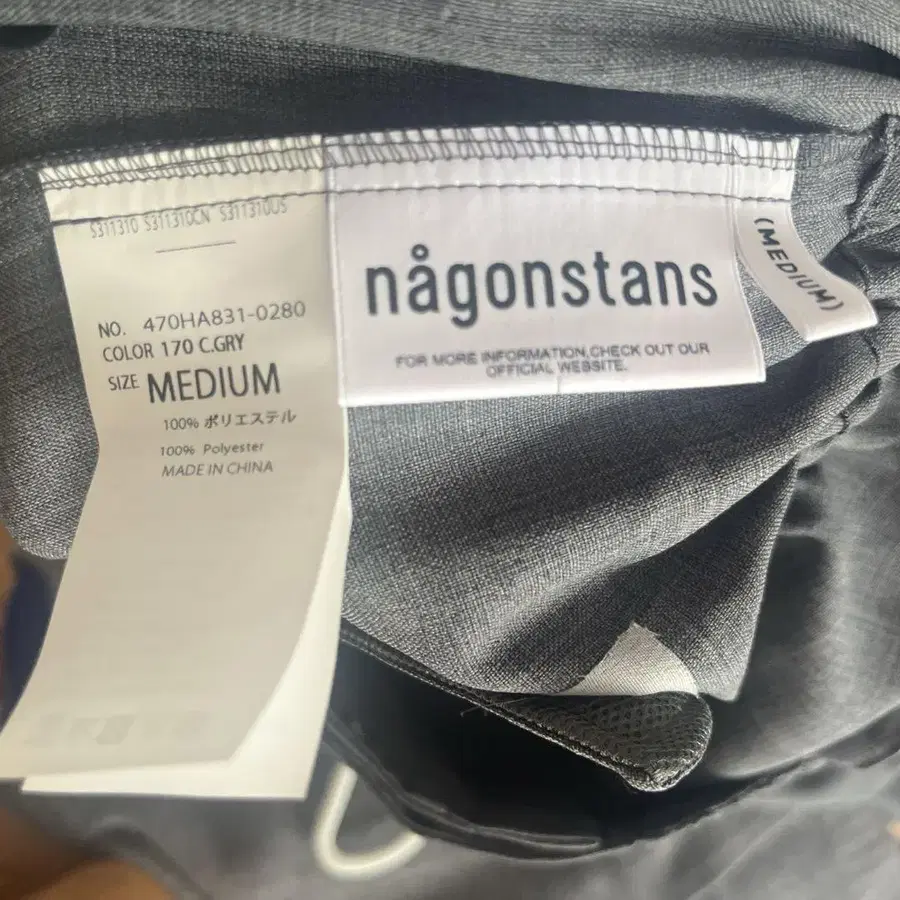 S311310 S311310CN S311310US
NO. 470HA831-0280
COLOR 170 C.GRY
SIZE MEDIUM
100% ポリエステル
100% Polyester
MADE IN CHINA
någonstans
FOR MORE INFORMATION,CHECK OUT OUR
OFFICIAL WEBSITE.
(MEDIUM)